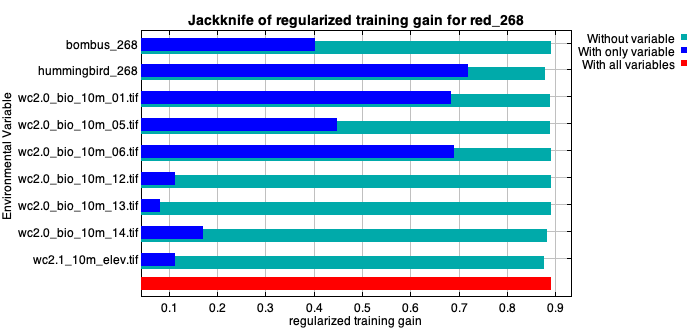 Jackknife of regularized training gain for red_268
Without variable
With only variable
With all variables
Environmental Variable
bombus_268
hummingbird_268
wc2.0_bio_10m_01.tif
wc2.0_bio_10m_05.tif
wc2.0_bio_10m_06.tif
wc2.0_bio_10m_12.tif
wc2.0_bio_10m_13.tif
wc2.0_bio_10m_14.tif
wc2.1_10m_elev.tif
0.1 0.2 0.3 0.4 0.5 0.6 0.7 0.8 0.9
regularized training gain